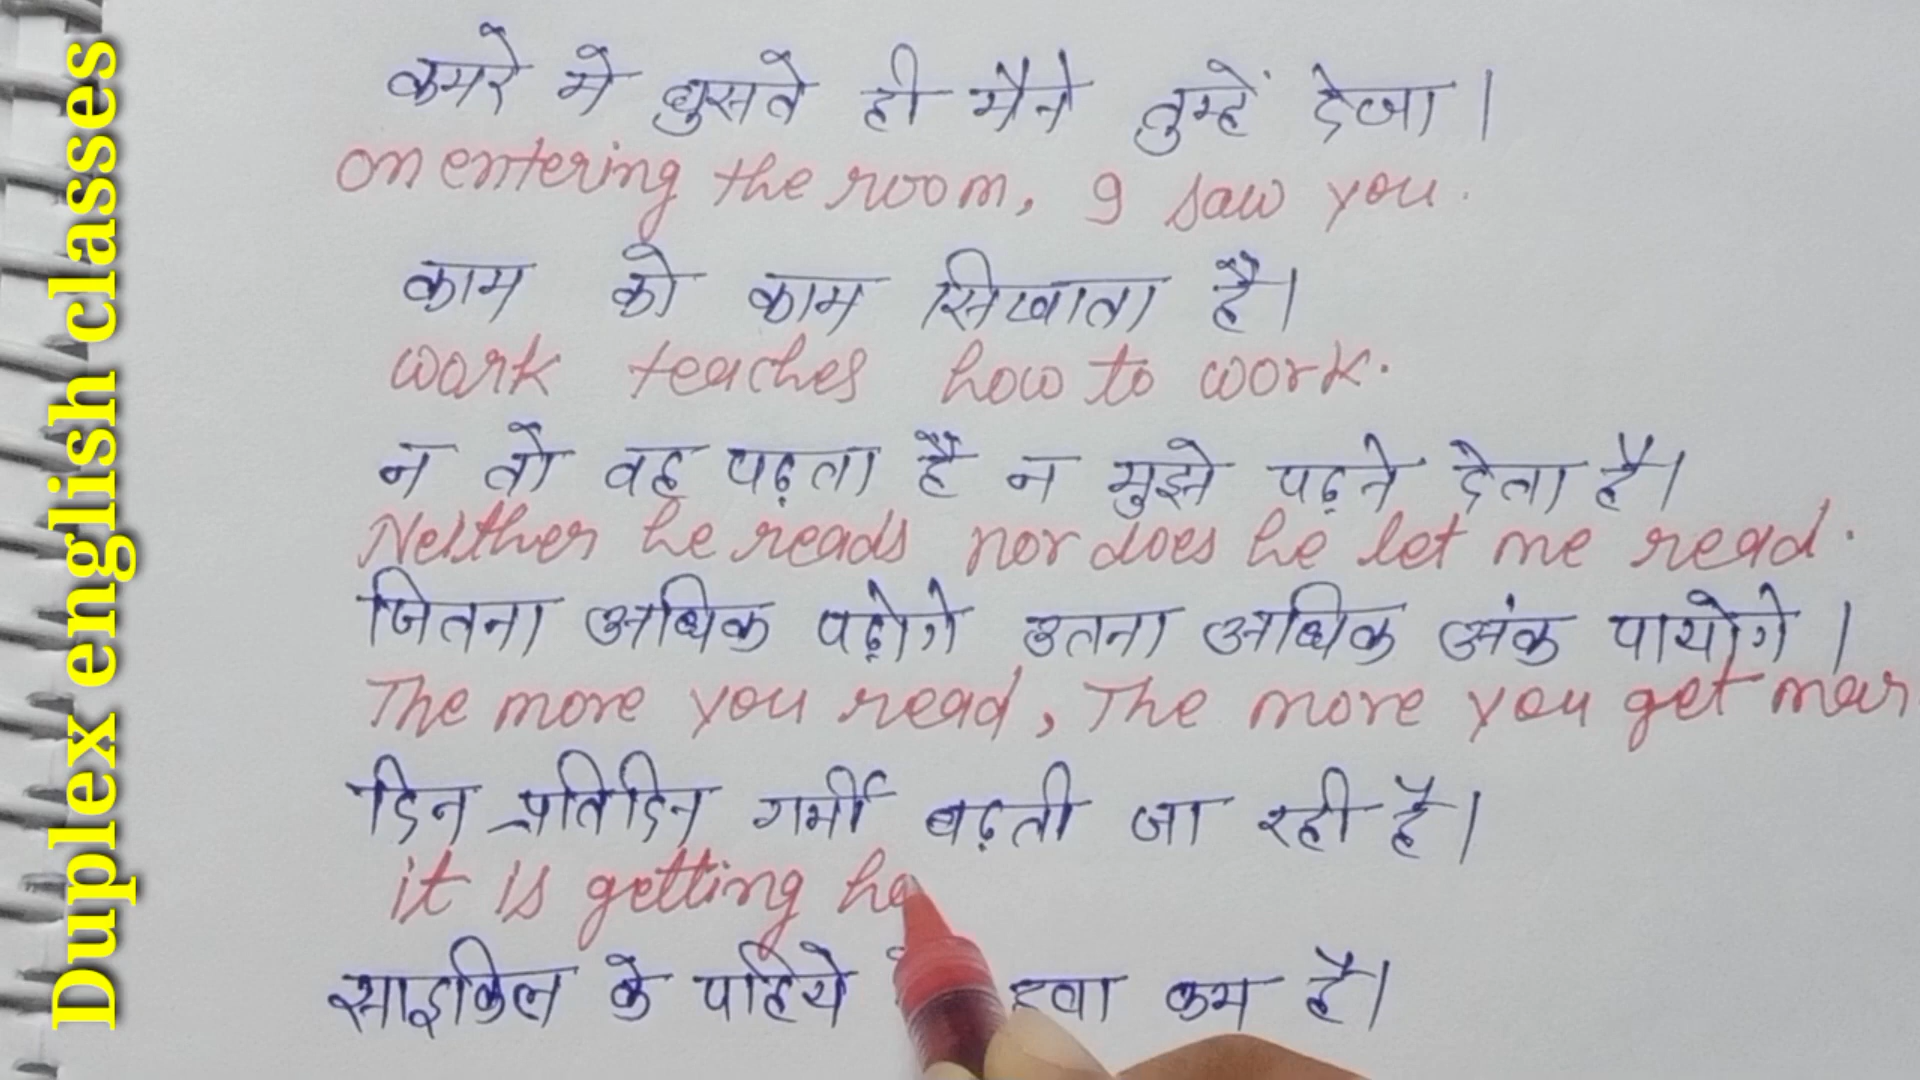 Duplex english classes
कमरे मे घुसते ही मैने तुम्हें देखा।
on entering the room, I saw you.
काम को काम सिखाता है।
work teaches how to work.
न तो वह पढ़ता है न मुझे पढ़ने देता है।
Neither he reads nor does he let me read.
जितना अधिक पढ़ोगे उतना अधिक अंक पायोगे।
The more you read, The more you get mar
दिन प्रतिदिन गर्मी बढ़ती जा रही है।
it is getting
साइकिल के पहिये हवा कम है।